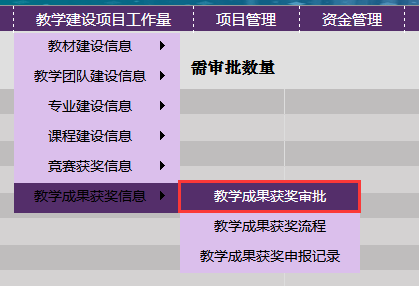 教学建设项目工作量 项目管理 资金管理
教材建设信息
教学团队建设信息
需审批数量
专业建设信息
课程建设信息
竞赛获奖信息
教学成果获奖信息 教学成果获奖审批
教学成果获奖流程
教学成果获奖申报记录